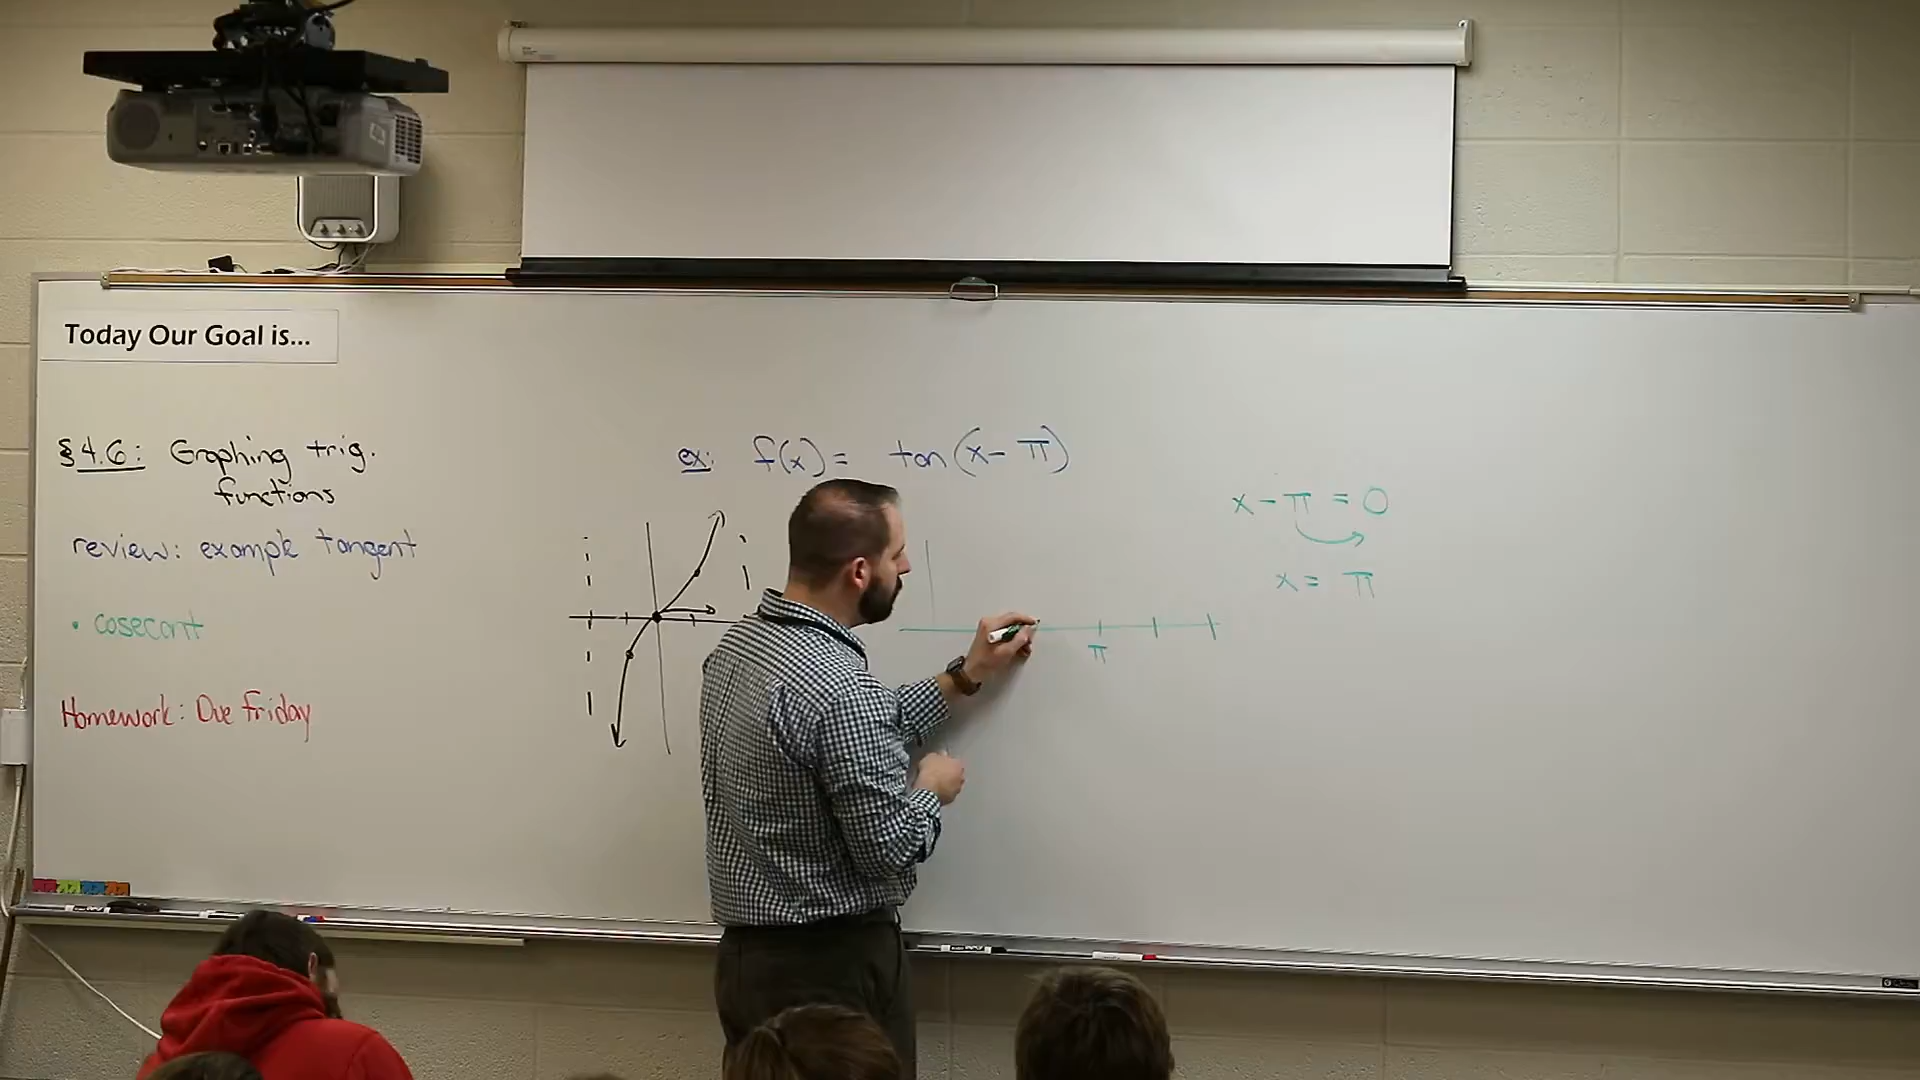 Today Our Goal is...
§4.6: Graphing trig.
functions
review: example tangent
• cosecant
Homework: Due Friday
ex: f(x) = tan(x - π)
x - π = 0
x = π
π